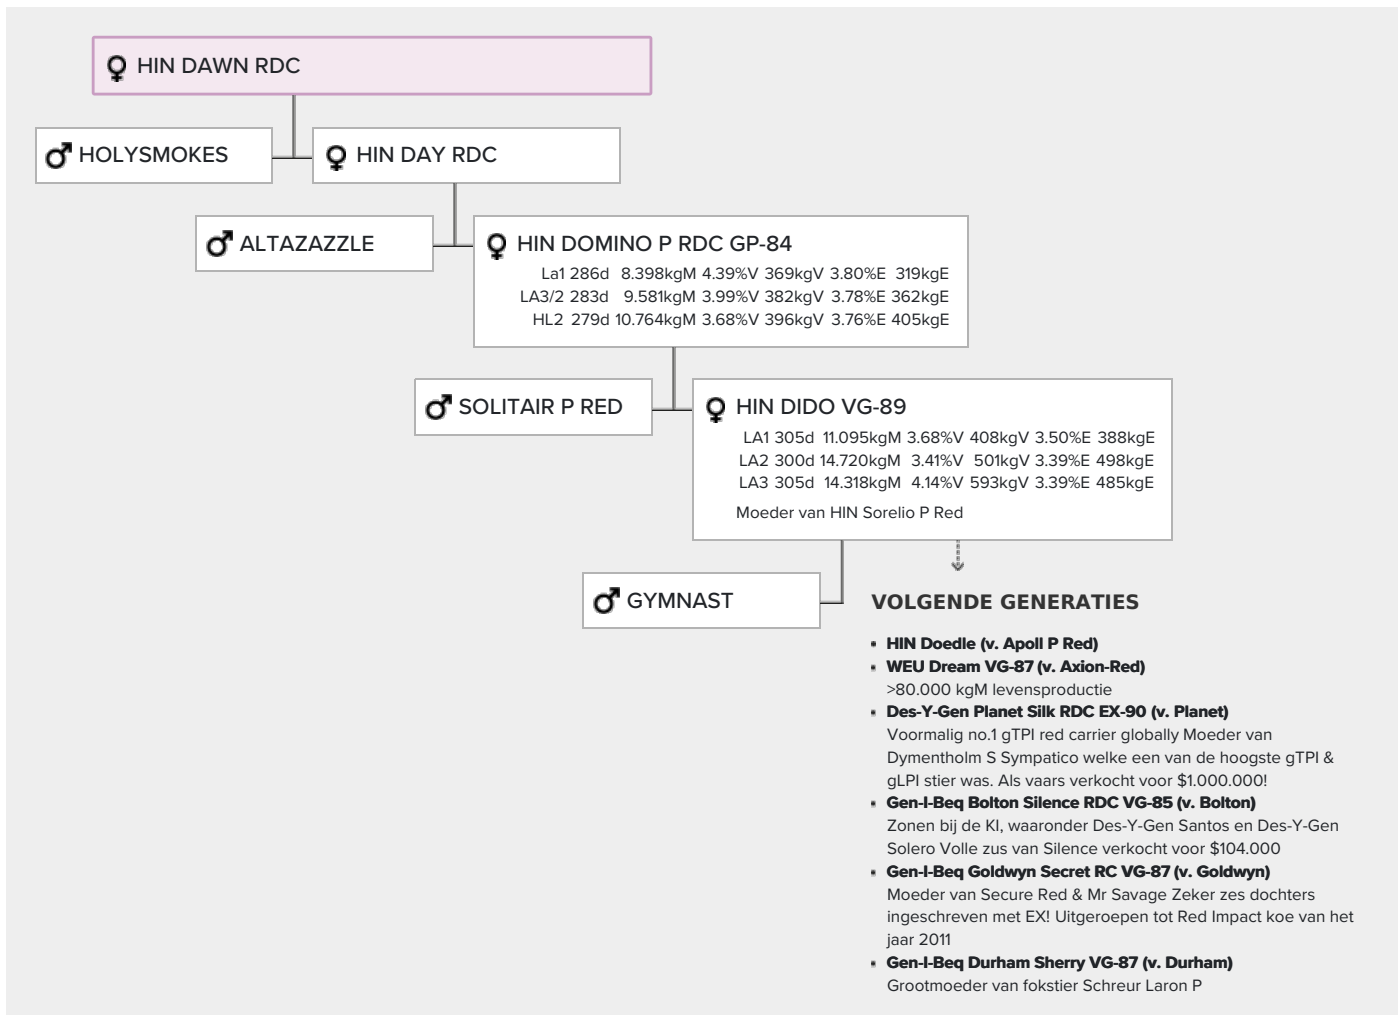 HIN DAWN RDC
HOLYSMOKES
HIN DAY RDC
ALTAZAZZLE
HIN DOMINO P RDC GP-84
La1 286d 8.398kgM 4.39%V 369kgV 3.80%E 319kgE
LA3/2 283d 9.581kgM 3.99%V 382kgV 3.78%E 362kgE
HL2 279d 10.764kgM 3.68%V 396kgV 3.76%E 405kgE
SOLITAIR P RED
HIN DIDO VG-89
LA1 305d 11.095kgM 3.68%V 408kgV 3.50%E 388kgE
LA2 300d 14.720kgM 3.41%V 501kgV 3.39%E 498kgE
LA3 305d 14.318kgM 4.14%V 593kgV 3.39%E 485kgE
Moeder van HIN Sorelio P Red
GYMNAST
VOLGENDE GENERATIES
HIN Doedle (v. Apoll P Red)
WEU Dream VG-87 (v. Axion-Red)
>80.000 kgM levensproductie
Des-Y-Gen Planet Silk RDC EX-90 (v. Planet)
Voormalig no.1 gTPI red carrier globally Moeder van
Dymentholm S Sympatico welke een van de hoogste gTPI &
gLPI stier was. Als vaars verkocht voor $1.000.000!
Gen-I-Beq Bolton Silence RDC VG-85 (v. Bolton)
Zonen bij de KI, waaronder Des-Y-Gen Santos en Des-Y-Gen
Solero Volle zus van Silence verkocht voor $104.000
Gen-I-Beq Goldwyn Secret RC VG-87 (v. Goldwyn)
Moeder van Secure Red & Mr Savage Zeker zes dochters
ingeschreven met EX! Uitgeroepen tot Red Impact koe van het
jaar 2011
Gen-I-Beq Durham Sherry VG-87 (v. Durham)
Grootmoeder van fokstier Schreur Laron P